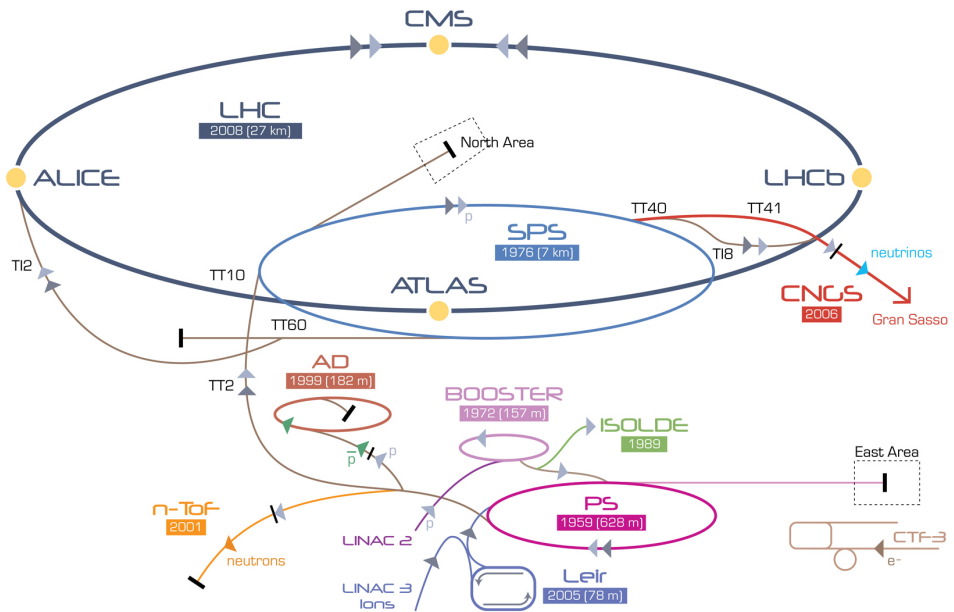 CMS
LHC
2008 (27 km)
North Area
ALICE
LHCb
TT40
TT41
SPS
1976 (7 km)
p
TI8
neutrinos
TI2
TT10
ATLAS
CNGS
2006
Gran Sasso
TT60
AD
1999 (182 m)
TT2
BOOSTER
1972 (157 m)
ISOLDE
1989
p
p
East Area
n-ToF
2001
PS
1959 (628 m)
p
LINAC 2
neutrons
CTF-3
e-
LINAC 3
Ions
Leir
2005 (78 m)